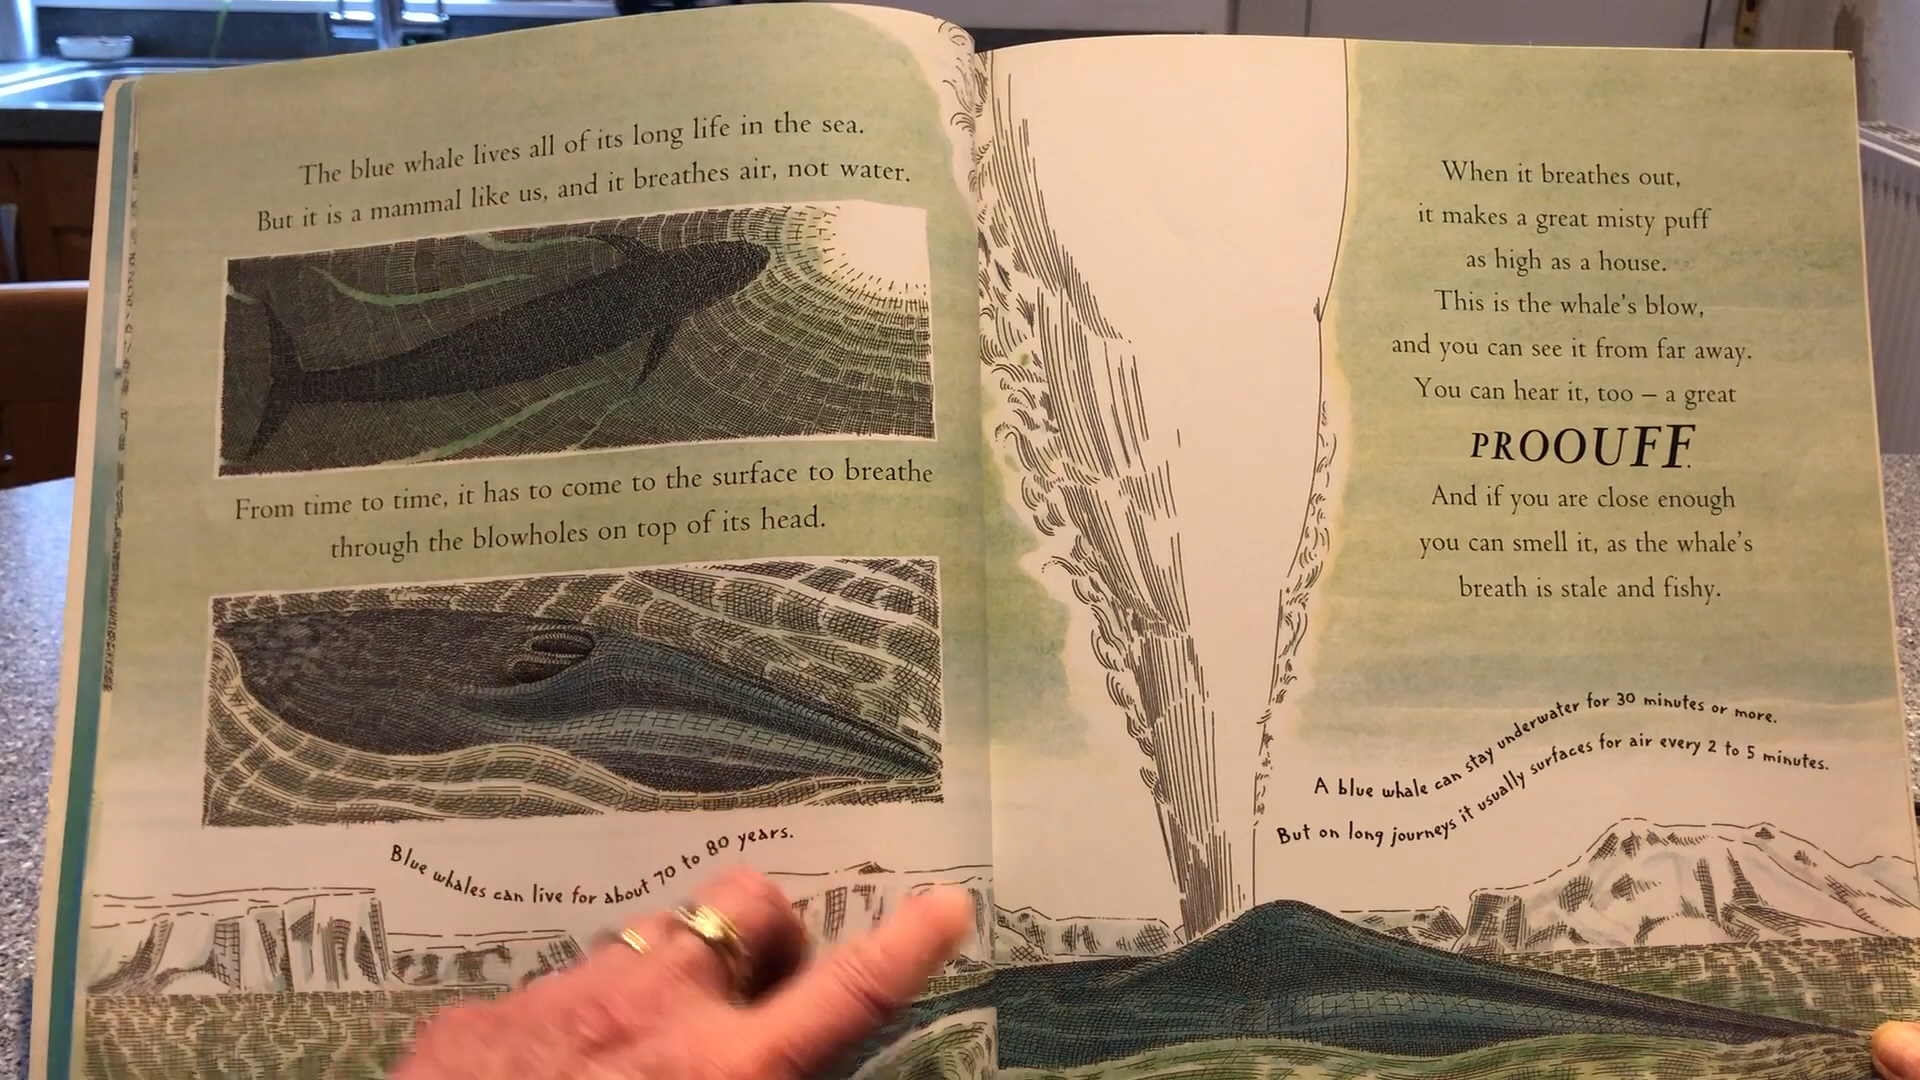 The blue whale lives all of its long life in the sea.
But it is a mammal like us, and it breathes air, not water.
From time to time, it has to come to the surface to breathe
through the blowholes on top of its head.
Blue whales can live for about 70 to 80 years.
When it breathes out,
it makes a great misty puff
as high as a house.
This is the whale's blow,
and you can see it from far away.
You can hear it, too – a great
PROOUFF.
And if you are close enough
you can smell it, as the whale's
breath is stale and fishy.
A blue whale can stay underwater for 30 minutes or more.
But on long journeys it usually surfaces for air every 2 to 5 minutes.